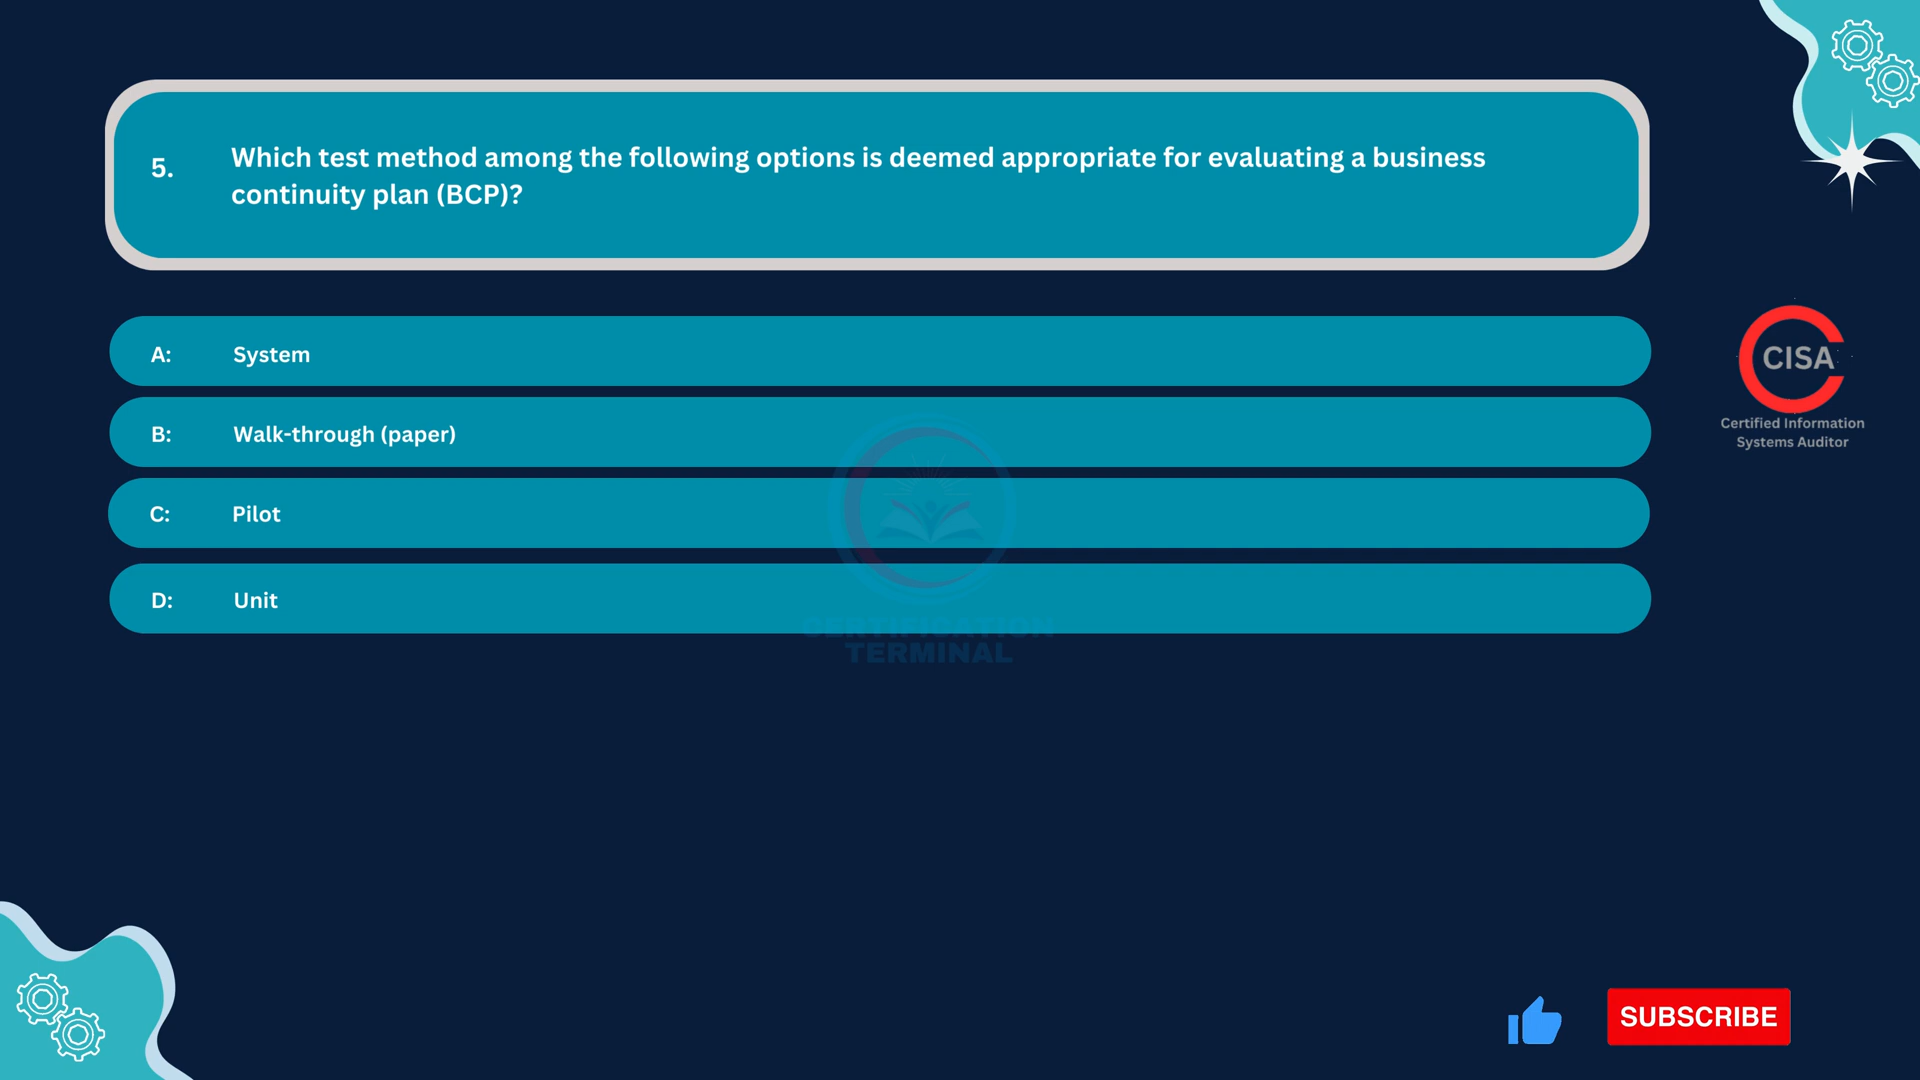 5.
Which test method among the following options is deemed appropriate for evaluating a business
continuity plan (BCP)?
A: System
B: Walk-through (paper)
C: Pilot
D: Unit
CISA
Certified Information
Systems Auditor
CERTIFICATION
TERMINAL
SUBSCRIBE